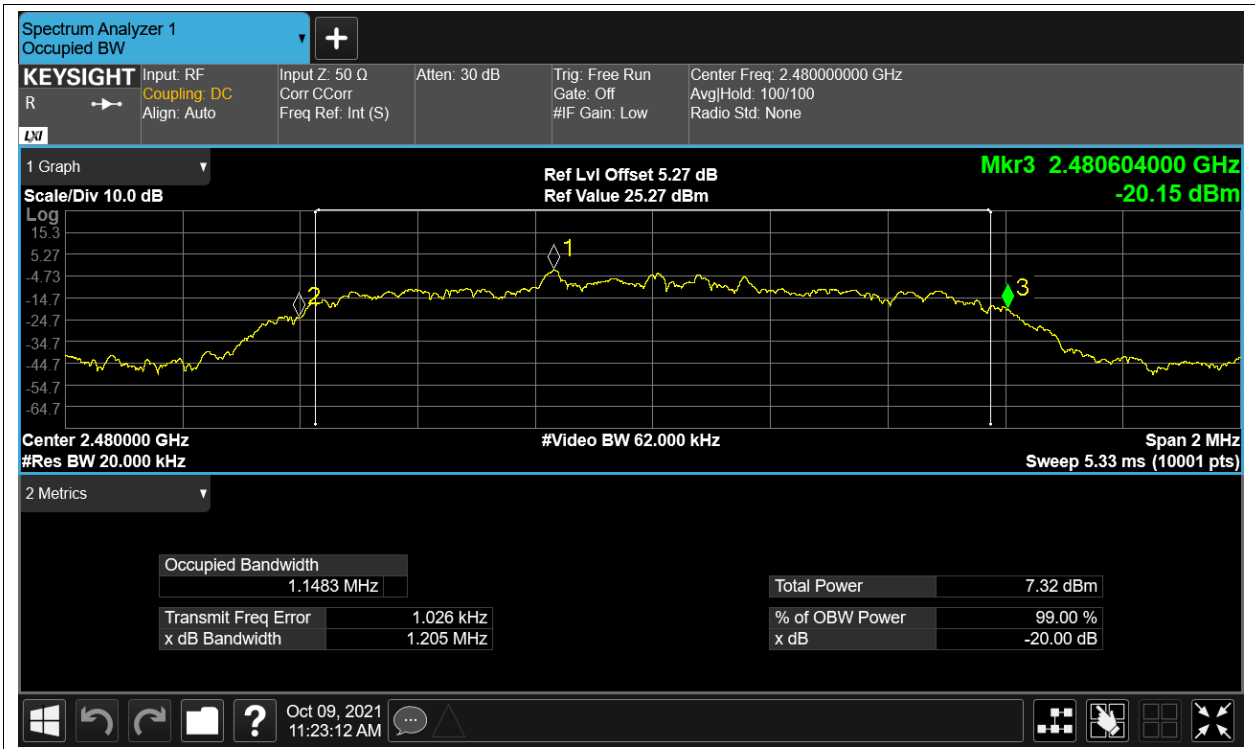 Spectrum Analyzer 1
Occupied BW
KEYSIGHT
R
LXI
Input: RF
Coupling: DC
Align: Auto
Input Z: 50 Ω
Corr CCorr
Freq Ref: Int (S)
Atten: 30 dB
Trig: Free Run
Gate: Off
#IF Gain: Low
Center Freq: 2.480000000 GHz
Avg|Hold: 100/100
Radio Std: None
1 Graph
Scale/Div 10.0 dB
Ref Lvl Offset 5.27 dB
Ref Value 25.27 dBm
Mkr3 2.480604000 GHz
-20.15 dBm
Log
15.3
5.27
-4.73
-14.7
-24.7
-34.7
-44.7
-54.7
-64.7
1
2
3
Center 2.480000 GHz
#Res BW 20.000 kHz
#Video BW 62.000 kHz
Span 2 MHz
Sweep 5.33 ms (10001 pts)
2 Metrics
Occupied Bandwidth
1.1483 MHz
Transmit Freq Error 1.026 kHz
x dB Bandwidth 1.205 MHz
Total Power 7.32 dBm
% of OBW Power 99.00 %
x dB -20.00 dB
?
Oct 09, 2021
11:23:12 AM